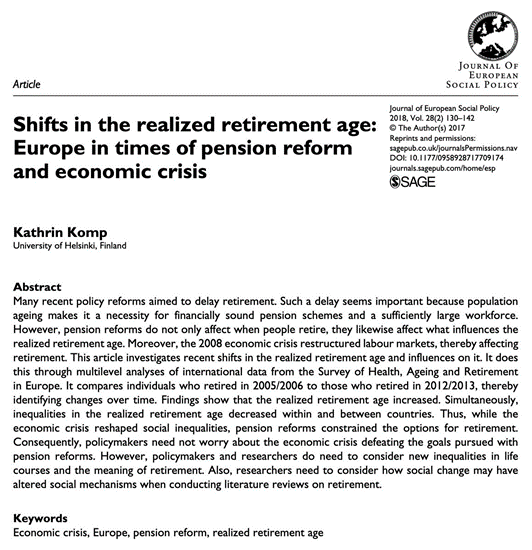 JOURNAL OF
EUROPEAN
SOCIAL POLICY
Article
Journal of European Social Policy
2018, Vol. 28(2) 130–142
© The Author(s) 2017
Reprints and permissions:
sagepub.co.uk/journalsPermissions.nav
DOI: 10.1177/0958928717709174
journals.sagepub.com/home/esp
SAGE
Shifts in the realized retirement age:
Europe in times of pension reform
and economic crisis
Kathrin Komp
University of Helsinki, Finland
Abstract
Many recent policy reforms aimed to delay retirement. Such a delay seems important because population
ageing makes it a necessity for financially sound pension schemes and a sufficiently large workforce.
However, pension reforms do not only affect when people retire, they likewise affect what influences the
realized retirement age. Moreover, the 2008 economic crisis restructured labour markets, thereby affecting
retirement. This article investigates recent shifts in the realized retirement age and influences on it. It does
this through multilevel analyses of international data from the Survey of Health, Ageing and Retirement
in Europe. It compares individuals who retired in 2005/2006 to those who retired in 2012/2013, thereby
identifying changes over time. Findings show that the realized retirement age increased. Simultaneously,
inequalities in the realized retirement age decreased within and between countries. Thus, while the
economic crisis reshaped social inequalities, pension reforms constrained the options for retirement.
Consequently, policymakers need not worry about the economic crisis defeating the goals pursued with
pension reforms. However, policymakers and researchers do need to consider new inequalities in life
courses and the meaning of retirement. Also, researchers need to consider how social change may have
altered social mechanisms when conducting literature reviews on retirement.
Keywords
Economic crisis, Europe, pension reform, realized retirement age